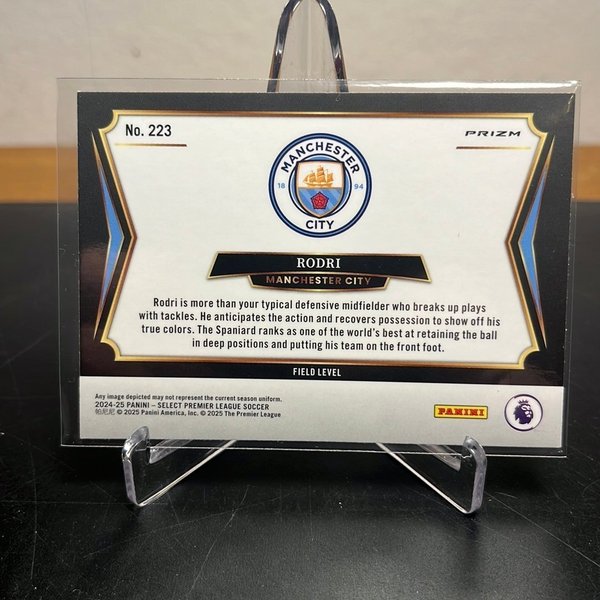 No. 223
PRIZM
MANCHESTER
18 94
CITY
RODRI
MANCHESTER CITY
Rodri is more than your typical defensive midfielder who breaks up plays
with tackles. He anticipates the action and recovers possession to show off his
true colors. The Spaniard ranks as one of the world's best at retaining the ball
in deep positions and putting his team on the front foot.
FIELD LEVEL
Any image depicted may not represent the current season uniform.
2024-25 PANINI – SELECT PREMIER LEAGUE SOCCER
帕尼尼 © 2025 Panini America, Inc. © 2025 The Premier League
PANINI